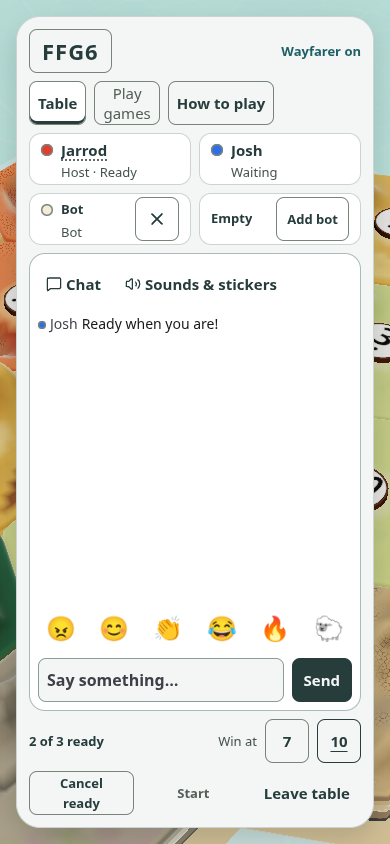 FFG6
Wayfarer on
Table
Play
games
How to play
Jarrod
Host · Ready
Josh
Waiting
Bot
Bot
Empty
Add bot
Chat
Sounds & stickers
Josh Ready when you are!
Say something...
Send
2 of 3 ready
Win at
7
10
Cancel
ready
Start
Leave table